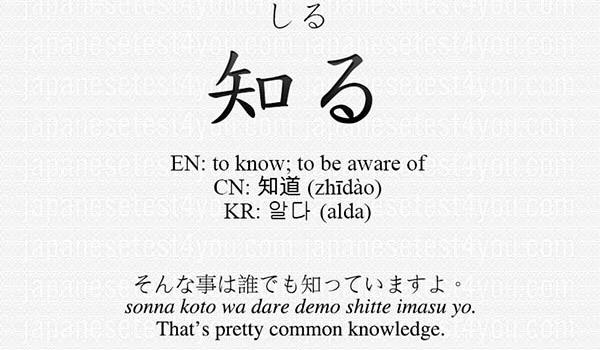 しる
知る
EN: to know; to be aware of
CN: 知道 (zhīdào)
KR: 알다 (alda)
そんな事は誰でも知っていますよ。
sonna koto wa dare demo shitte imasu yo.
That's pretty common knowledge.
japanesetest4you.com